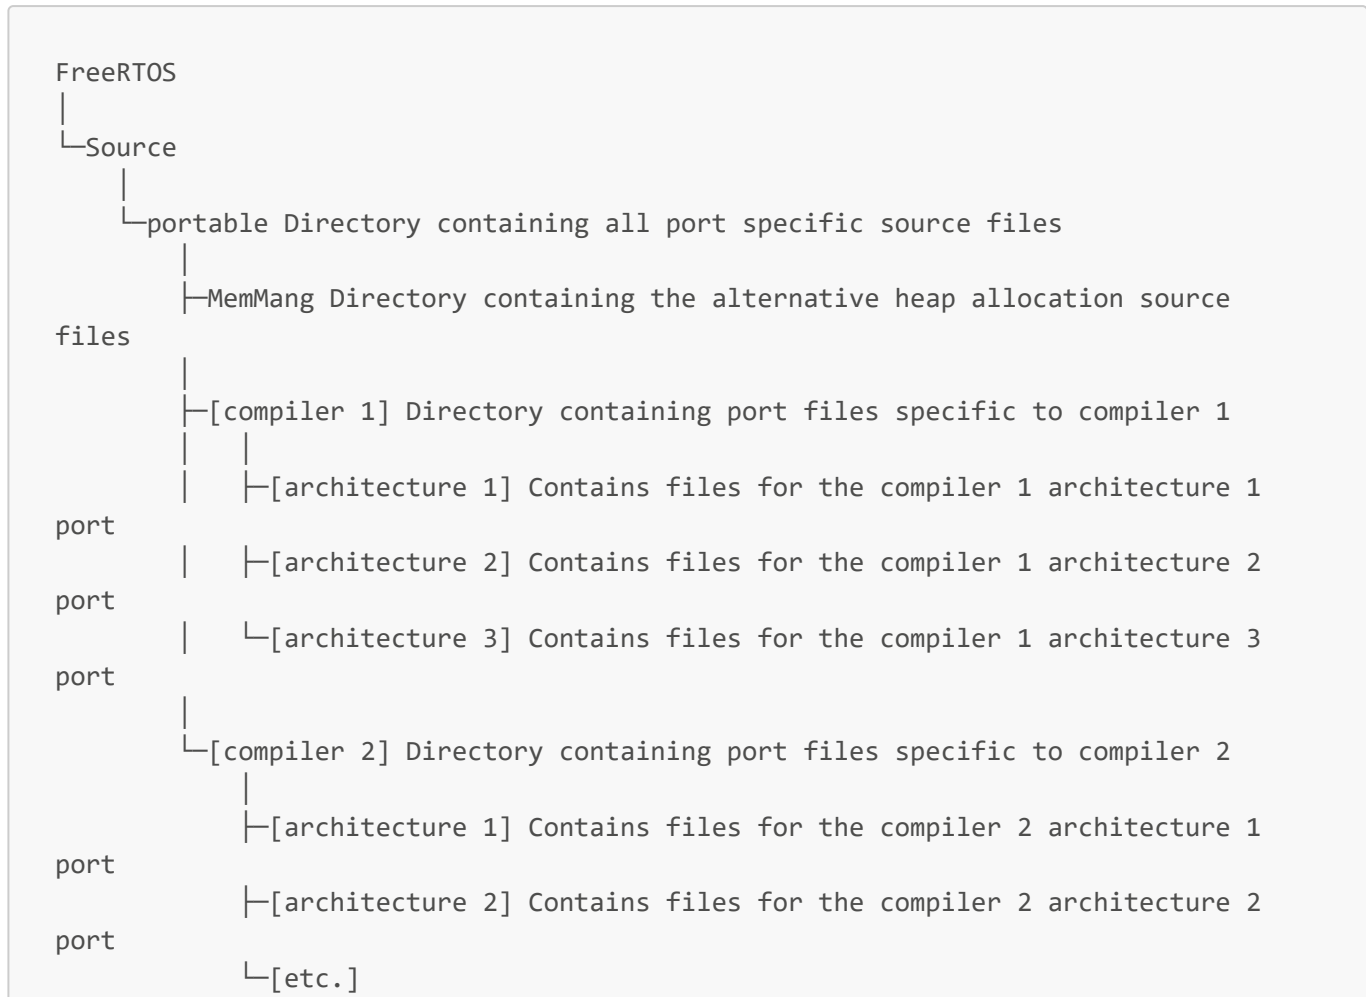 FreeRTOS
│
└─Source
    │
    └─portable Directory containing all port specific source files
        │
        ├─MemMang Directory containing the alternative heap allocation source
files
        │
        ├─[compiler 1] Directory containing port files specific to compiler 1
        │   │
        │   ├─[architecture 1] Contains files for the compiler 1 architecture 1
port
        │   ├─[architecture 2] Contains files for the compiler 1 architecture 2
port
        │   └─[architecture 3] Contains files for the compiler 1 architecture 3
port
        │
        └─[compiler 2] Directory containing port files specific to compiler 2
            │
            ├─[architecture 1] Contains files for the compiler 2 architecture 1
port
            ├─[architecture 2] Contains files for the compiler 2 architecture 2
port
            └─[etc.]